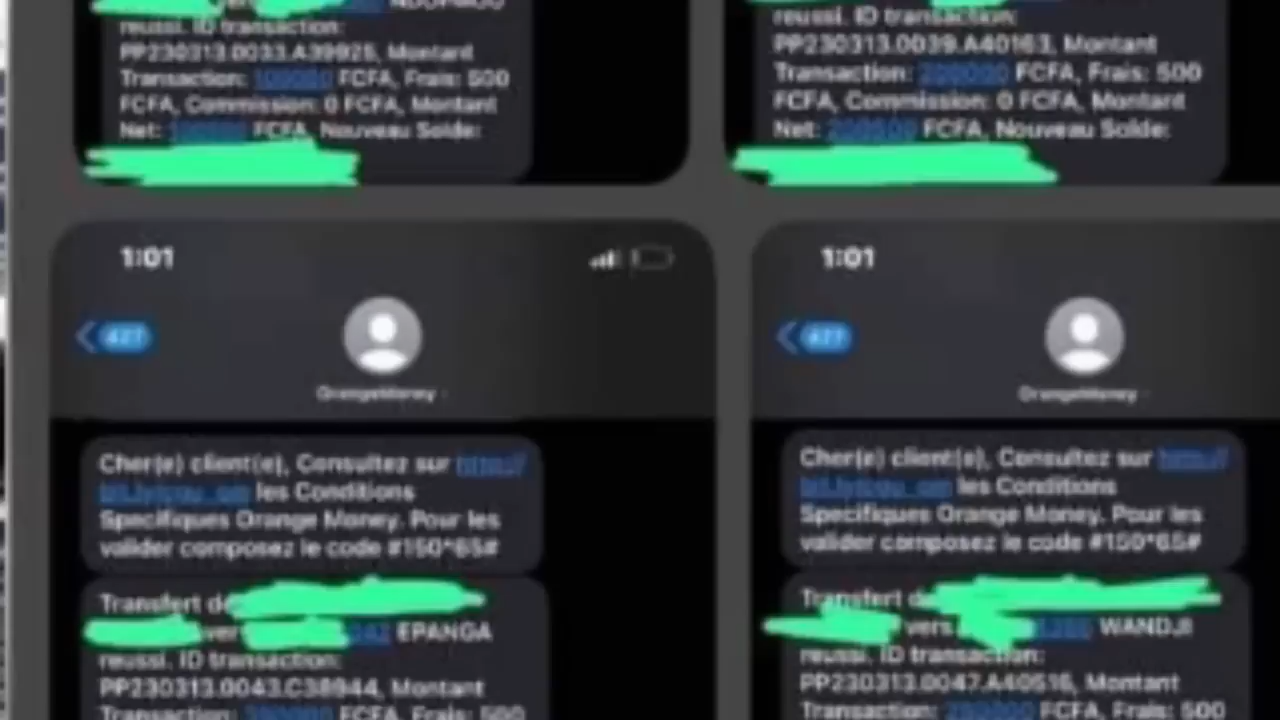 reussi. ID transaction:
PP230313.0033.A39925, Montant
Transaction: FCFA, Frais: 500
FCFA, Commission: 0 FCFA, Montant
Net: FCFA, Nouveau Solde:
reussi. ID transaction:
PP230313.0039.A40163, Montant
Transaction: FCFA, Frais: 500
FCFA, Commission: 0 FCFA, Montant
Net: FCFA, Nouveau Solde:
1:01
427
OrangeMoney
Cher(e) client(e), Consultez sur http://
les Conditions
Specifiques Orange Money. Pour les
valider composez le code #150*65#
Transfert de
vers EPANGA
reussi. ID transaction:
PP230313.0043.C38944, Montant
Transaction: FCFA, Frais: 500
1:01
427
OrangeMoney
Cher(e) client(e), Consultez sur http://
les Conditions
Specifiques Orange Money. Pour les
valider composez le code #150*65#
Transfert
vers WANDJI
reussi. ID transaction:
PP230313.0047.A40516, Montant
Transaction: FCFA, Frais: 500